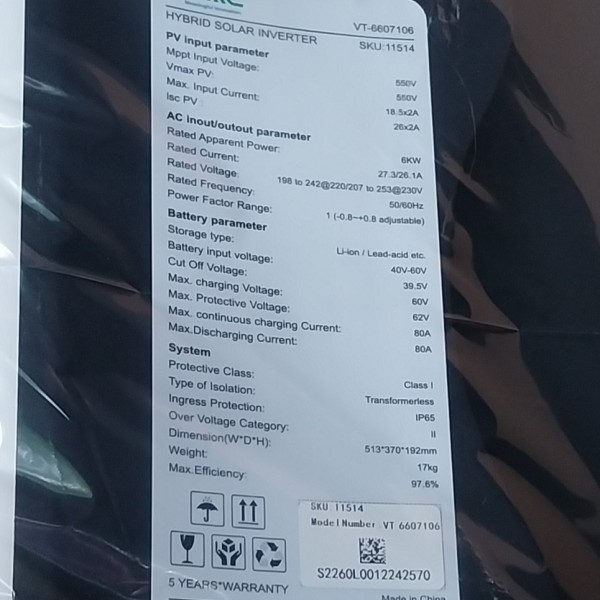 HYBRID SOLAR INVERTER VT-6607106
SKU:11514
PV input parameter
Mppt Input Voltage: 550V
Vmax PV: 550V
Max. Input Current: 18.5x2A
Isc PV 26x2A
AC inout/outout parameter
Rated Apparent Power: 6KW
Rated Current: 27.3/26.1A
Rated Voltage: 198 to 242@220/207 to 253@230V
Rated Frequency: 50/60Hz
Power Factor Range: 1 (-0.8~+0.8 adjustable)
Battery parameter
Storage type: Li-ion / Lead-acid etc.
Battery input voltage: 40V-60V
Cut Off Voltage: 39.5V
Max. charging Voltage: 60V
Max. Protective Voltage: 62V
Max. continuous charging Current: 80A
Max.Discharging Current: 80A
System
Protective Class: Class I
Type of Isolation: Transformerless
Ingress Protection: IP65
Over Voltage Category: II
Dimension(W*D*H): 513*370*192mm
Weight: 17kg
Max.Efficiency: 97.6%
SKU 11514
Model Number VT 6607106
S2260L0012242570
5 YEARS*WARRANTY
Made in China